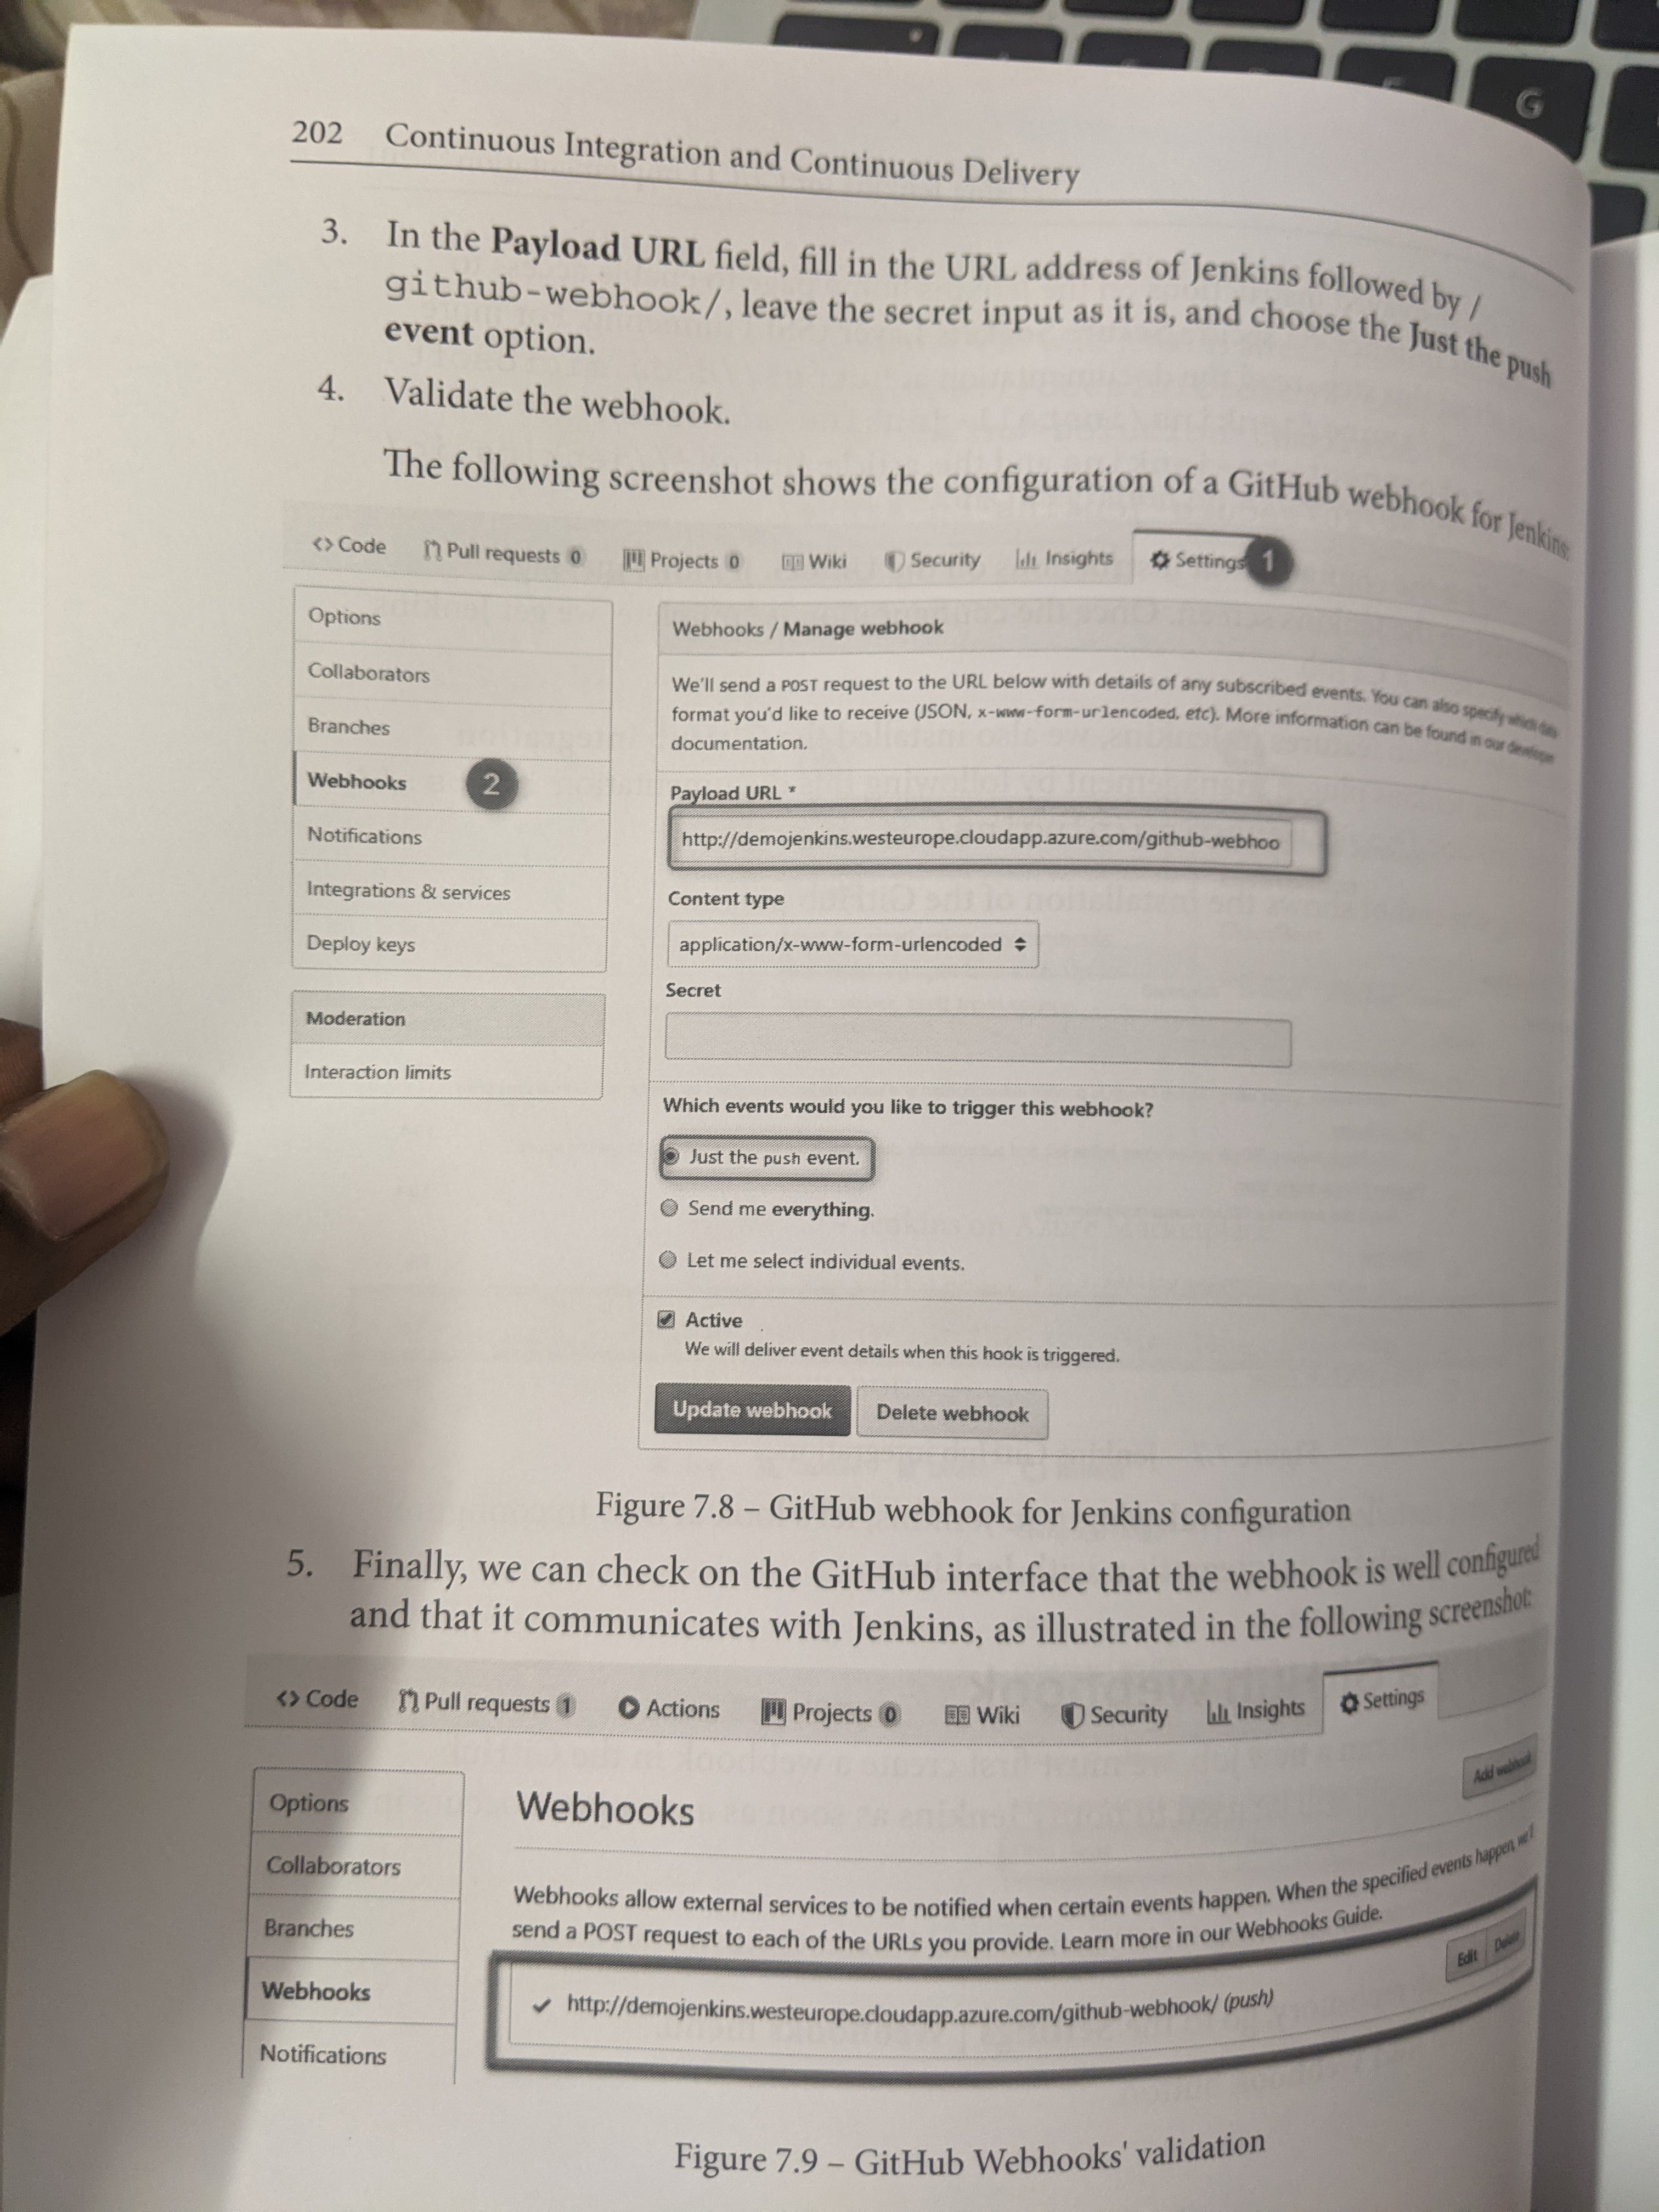 G
202 Continuous Integration and Continuous Delivery
3. In the Payload URL field, fill in the URL address of Jenkins followed by /
github-webhook/, leave the secret input as it is, and choose the Just the push
event option.
4. Validate the webhook.
The following screenshot shows the configuration of a GitHub webhook for Jenkins:
<> Code Pull requests 0 Projects 0 Wiki Security Insights Settings 1
Options
Collaborators
Branches
Webhooks 2
Notifications
Integrations & services
Deploy keys
Moderation
Interaction limits
Webhooks / Manage webhook
We'll send a POST request to the URL below with details of any subscribed events. You can also specify which data
format you'd like to receive (JSON, x-www-form-urlencoded, etc). More information can be found in our
documentation.
Payload URL *
http://demojenkins.westeurope.cloudapp.azure.com/github-webhoo
Content type
application/x-www-form-urlencoded
Secret
Which events would you like to trigger this webhook?
Just the push event.
Send me everything.
Let me select individual events.
Active
We will deliver event details when this hook is triggered.
Update webhook Delete webhook
Figure 7.8 – GitHub webhook for Jenkins configuration
5. Finally, we can check on the GitHub interface that the webhook is well configured
and that it communicates with Jenkins, as illustrated in the following screenshot:
<> Code Pull requests 1 Actions Projects 0 Wiki Security Insights Settings
Options
Collaborators
Branches
Webhooks
Notifications
Webhooks
Add webhook
Webhooks allow external services to be notified when certain events happen. When the specified events happen, we'll
send a POST request to each of the URLs you provide. Learn more in our Webhooks Guide.
http://demojenkins.westeurope.cloudapp.azure.com/github-webhook/ (push)
Edit Delete
Figure 7.9 – GitHub Webhooks' validation